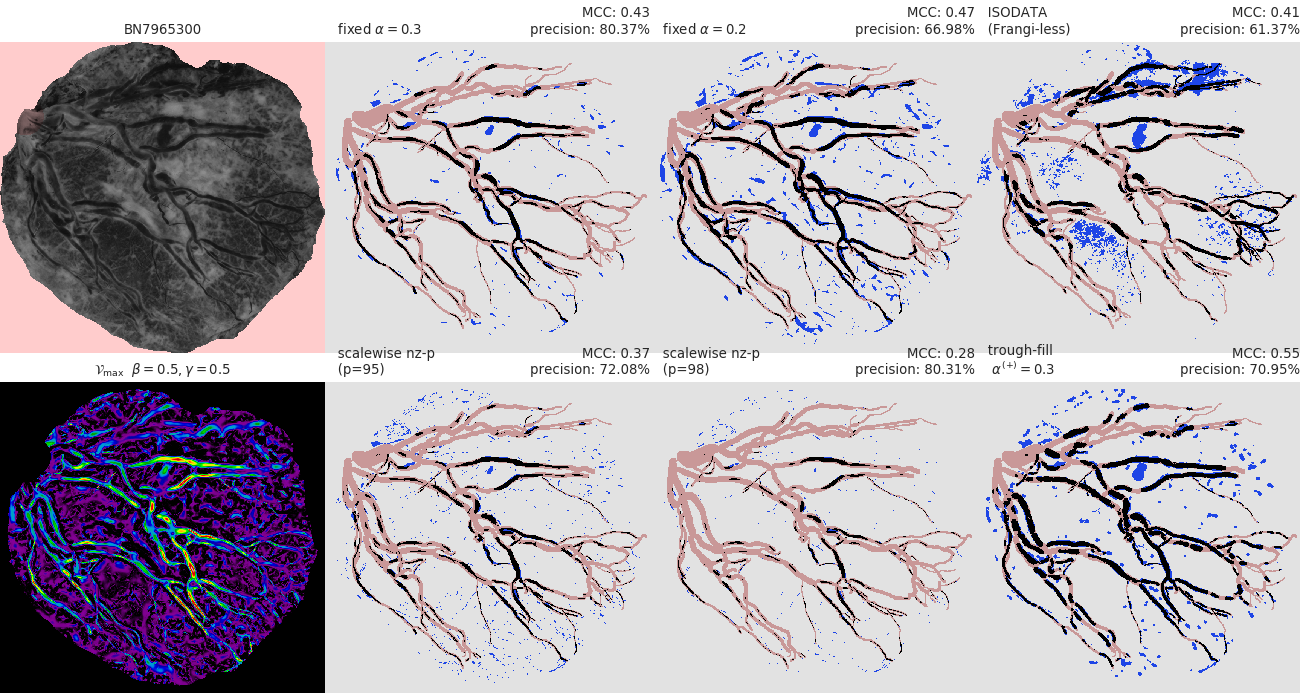 BN7965300
fixed α = 0.3
MCC: 0.43
precision: 80.37%
fixed α = 0.2
MCC: 0.47
precision: 66.98%
ISODATA
(Frangi-less)
MCC: 0.41
precision: 61.37%
𝒱max β = 0.5, γ = 0.5
scalewise nz-p
(p=95)
MCC: 0.37
precision: 72.08%
scalewise nz-p
(p=98)
MCC: 0.28
precision: 80.31%
trough-fill
α(+) = 0.3
MCC: 0.55
precision: 70.95%